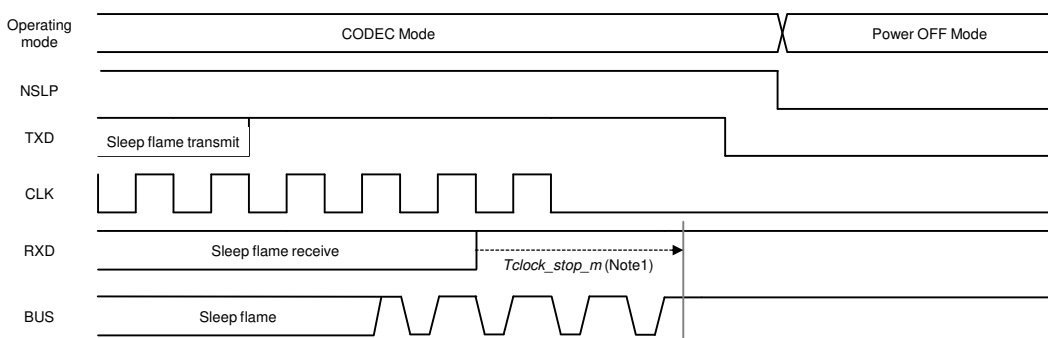 Operating
mode
CODEC Mode
Power OFF Mode
NSLP
TXD
Sleep flame transmit
CLK
RXD
Sleep flame receive
Tclock_stop_m (Note1)
BUS
Sleep flame